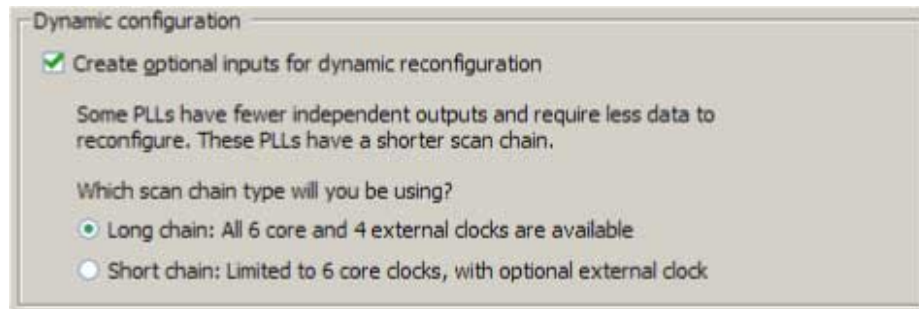 Dynamic configuration
Create optional inputs for dynamic reconfiguration
Some PLLs have fewer independent outputs and require less data to
reconfigure. These PLLs have a shorter scan chain.
Which scan chain type will you be using?
Long chain: All 6 core and 4 external clocks are available
Short chain: Limited to 6 core clocks, with optional external clock